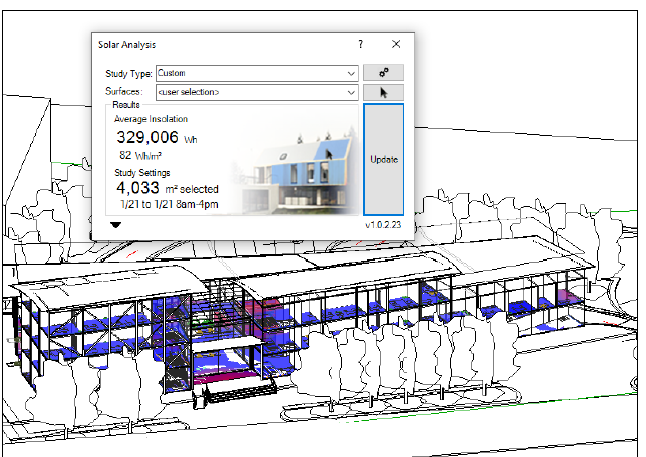 Solar Analysis
?
Study Type: Custom
Surfaces: <user selection>
Results
Average Insolation
329,006 Wh
82 Wh/m²
Study Settings
4,033 m² selected
1/21 to 1/21 8am-4pm
Update
v1.0.2.23